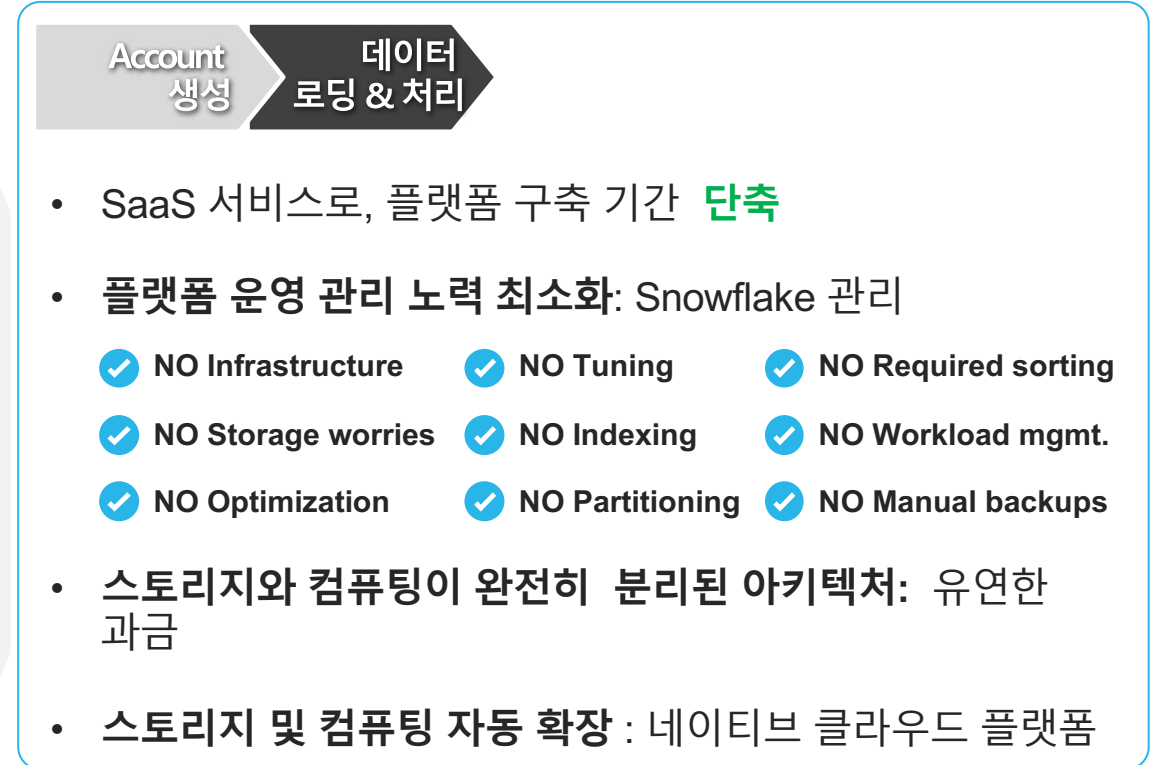 Account
생성
데이터
로딩 & 처리
• SaaS 서비스로, 플랫폼 구축 기간 단축
• 플랫폼 운영 관리 노력 최소화: Snowflake 관리
NO Infrastructure NO Tuning NO Required sorting
NO Storage worries NO Indexing NO Workload mgmt.
NO Optimization NO Partitioning NO Manual backups
• 스토리지와 컴퓨팅이 완전히 분리된 아키텍처: 유연한
과금
• 스토리지 및 컴퓨팅 자동 확장 : 네이티브 클라우드 플랫폼